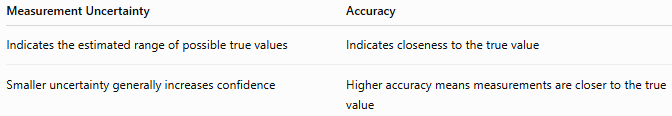 Measurement Uncertainty Accuracy
Indicates the estimated range of possible true values Indicates closeness to the true value
Smaller uncertainty generally increases confidence Higher accuracy means measurements are closer to the true
value